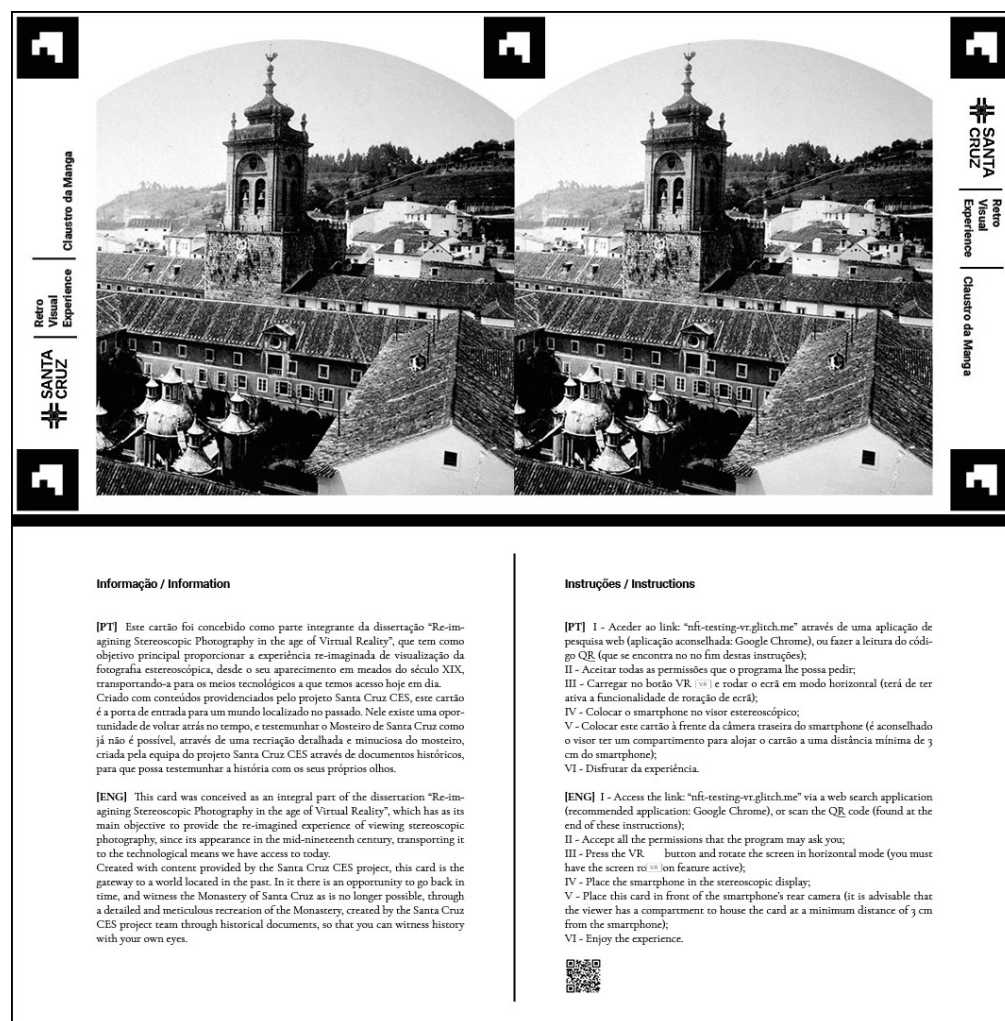 Claustro da Manga
Retro
Visual
Experience
SANTA
CRUZ
SANTA
CRUZ
Retro
Visual
Experience
Claustro da Manga
Informação / Information
[PT] Este cartão foi concebido como parte integrante da dissertação “Re-im-
agining Stereoscopic Photography in the age of Virtual Reality”, que tem como
objetivo principal proporcionar a experiência re-imaginada de visualização da
fotografia estereoscópica, desde o seu aparecimento em meados do século XIX,
transportando-a para os meios tecnológicos a que temos acesso hoje em dia.
Criado com conteúdos providenciados pelo projeto Santa Cruz CES, este cartão
é a porta de entrada para um mundo localizado no passado. Nele existe uma opor-
tunidade de voltar atrás no tempo, e testemunhar o Mosteiro de Santa Cruz como
já não é possível, através de uma recriação detalhada e minuciosa do mosteiro,
criada pela equipa do projeto Santa Cruz CES através de documentos históricos,
para que possa testemunhar a história com os seus próprios olhos.
[ENG] This card was conceived as an integral part of the dissertation “Re-im-
agining Stereoscopic Photography in the age of Virtual Reality”, which has as its
main objective to provide the re-imagined experience of viewing stereoscopic
photography, since its appearance in the mid-nineteenth century, transporting it
to the technological means we have access to today.
Created with content provided by the Santa Cruz CES project, this card is the
gateway to a world located in the past. In it there is an opportunity to go back in
time, and witness the Monastery of Santa Cruz as is no longer possible, through
a detailed and meticulous recreation of the Monastery, created by the Santa Cruz
CES project team through historical documents, so that you can witness history
with your own eyes.
Instruções / Instructions
[PT] I - Aceder ao link: “nft-testing-vr.glitch.me” através de uma aplicação de
pesquisa web (aplicação aconselhada: Google Chrome), ou fazer a leitura do códi-
go QR (que se encontra no no fim destas instruções);
II - Aceitar todas as permissões que o programa lhe possa pedir;
III - Carregar no botão VR VR e rodar o ecrã em modo horizontal (terá de ter
ativa a funcionalidade de rotação de ecrã);
IV - Colocar o smartphone no visor estereoscópico;
V - Colocar este cartão à frente da câmera traseira do smartphone (é aconselhado
o visor ter um compartimento para alojar o cartão a uma distância mínima de 3
cm do smartphone);
VI - Disfrutar da experiência.
[ENG] I - Access the link: “nft-testing-vr.glitch.me” via a web search application
(recommended application: Google Chrome), or scan the QR code (found at the
end of these instructions);
II - Accept all the permissions that the program may ask you;
III - Press the VR button and rotate the screen in horizontal mode (you must
have the screen ro VR on feature active);
IV - Place the smartphone in the stereoscopic display;
V - Place this card in front of the smartphone's rear camera (it is advisable that
the viewer has a compartment to house the card at a minimum distance of 3 cm
from the smartphone);
VI - Enjoy the experience.